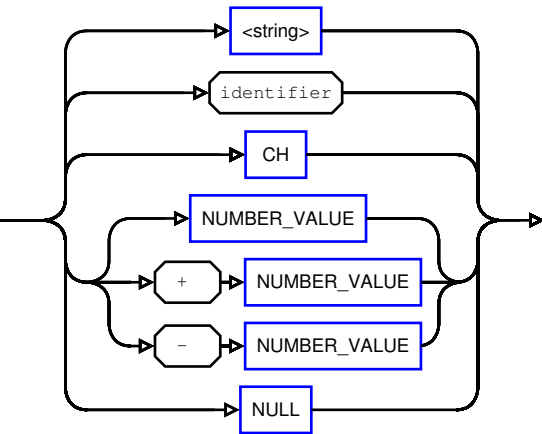 <string>
identifier
CH
NUMBER_VALUE
+ NUMBER_VALUE
- NUMBER_VALUE
NULL